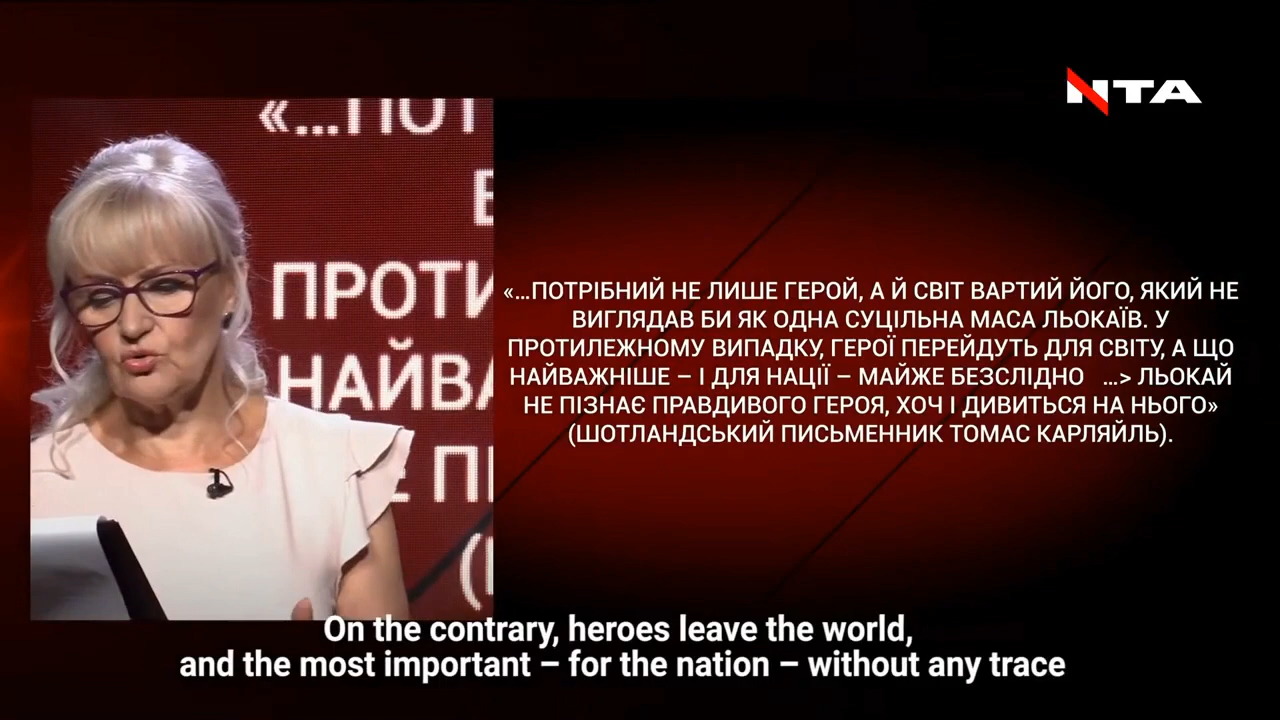 NTA
«...ПОТ
В
ПРОТИ
НАЙВА
Е П
(
«...ПОТРІБНИЙ НЕ ЛИШЕ ГЕРОЙ, А Й СВІТ ВАРТИЙ ЙОГО, ЯКИЙ НЕ
ВИГЛЯДАВ БИ ЯК ОДНА СУЦІЛЬНА МАСА ЛЬОКАЇВ. У
ПРОТИЛЕЖНОМУ ВИПАДКУ, ГЕРОЇ ПЕРЕЙДУТЬ ДЛЯ СВІТУ, А ЩО
НАЙВАЖНІШЕ – І ДЛЯ НАЦІЇ – МАЙЖЕ БЕЗСЛІДНО ...> ЛЬОКАЙ
НЕ ПІЗНАЄ ПРАВДИВОГО ГЕРОЯ, ХОЧ І ДИВИТЬСЯ НА НЬОГО»
(ШОТЛАНДСЬКИЙ ПИСЬМЕННИК ТОМАС КАРЛЯЙЛЬ).
On the contrary, heroes leave the world,
and the most important – for the nation – without any trace